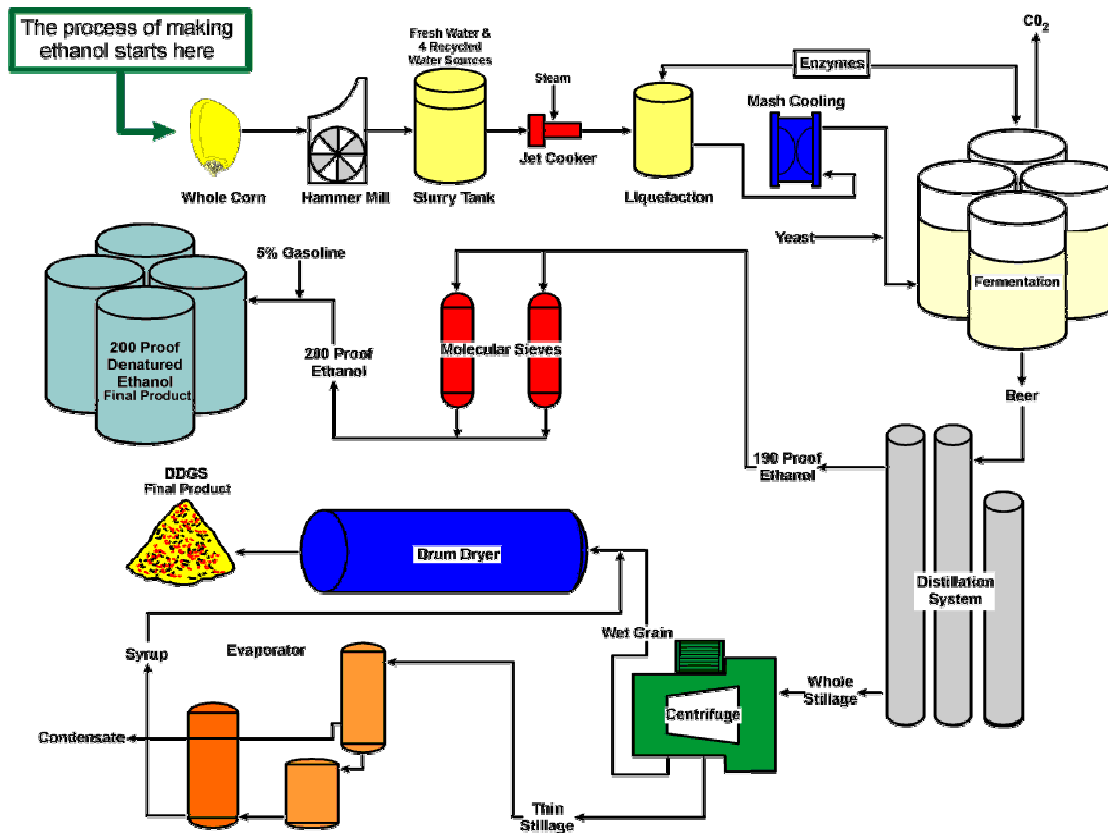 The process of making
ethanol starts here
Fresh Water &
4 Recycled
Water Sources
Steam
Enzymes
C0₂
Mash Cooling
Whole Corn
Hammer Mill
Slurry Tank
Jet Cooker
Liquefaction
Yeast
Fermentation
5% Gasoline
200 Proof
Denatured
Ethanol
Final Product
200 Proof
Ethanol
Molecular Sieves
Beer
190 Proof
Ethanol
DDGS
Final Product
Drum Dryer
Distillation
System
Wet Grain
Syrup
Evaporator
Whole
Stillage
Centrifuge
Condensate
Thin
Stillage